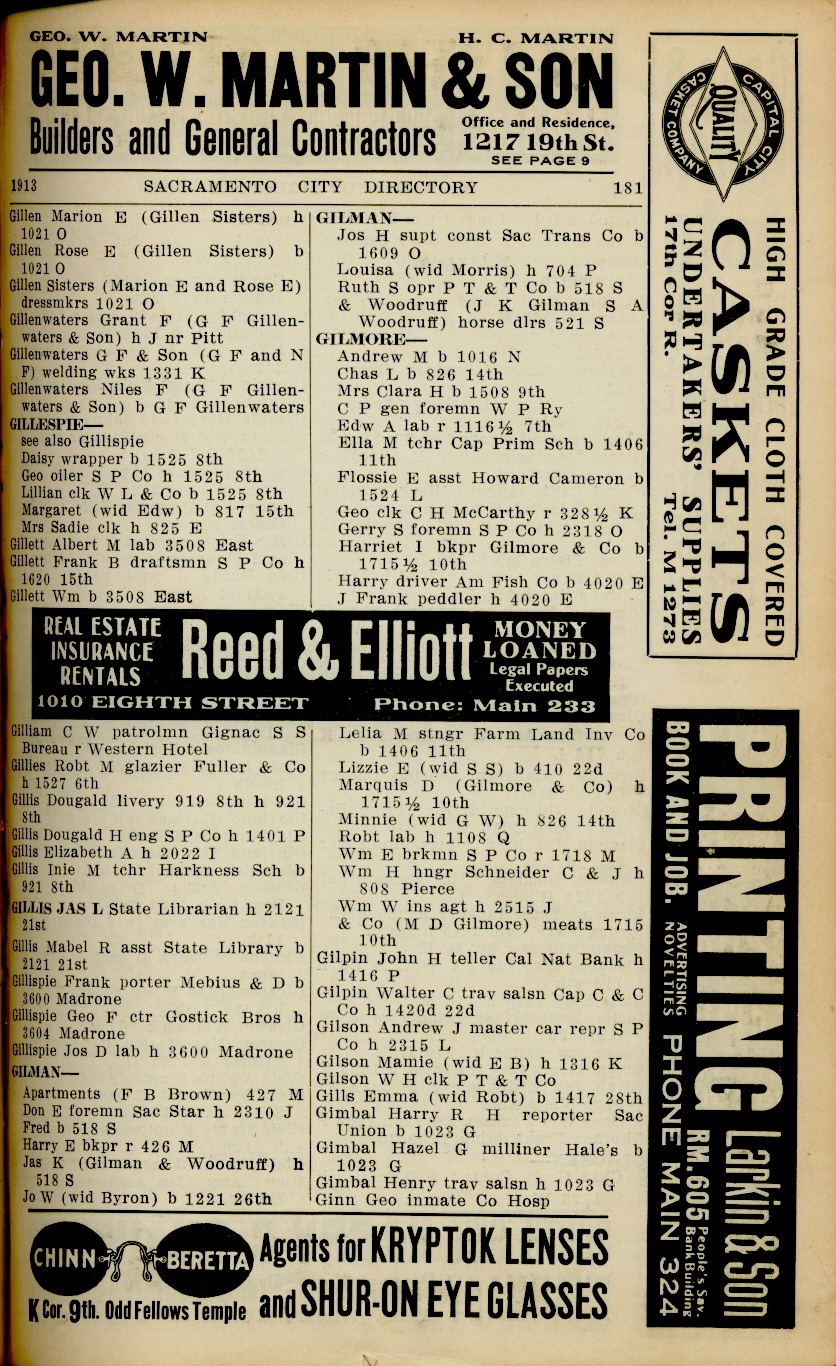 GEO. W. MARTIN H. C. MARTIN
GEO. W. MARTIN & SON
Builders and General Contractors
Office and Residence,
1217 19th St.
SEE PAGE 9
1913 SACRAMENTO CITY DIRECTORY 181
Gillen Marion E (Gillen Sisters) h
1021 O
Gillen Rose E (Gillen Sisters) b
1021 O
Gillen Sisters (Marion E and Rose E)
dressmkrs 1021 O
Gillenwaters Grant F (G F Gillen-
waters & Son) h J nr Pitt
Gillenwaters G F & Son (G F and N
F) welding wks 1331 K
Gillenwaters Niles F (G F Gillen-
waters & Son) b G F Gillenwaters
GILLESPIE—
see also Gillispie
Daisy wrapper b 1525 8th
Geo oiler S P Co h 1525 8th
Lillian clk W L & Co b 1525 8th
Margaret (wid Edw) b 817 15th
Mrs Sadie clk h 825 E
Gillett Albert M lab 3508 East
Gillett Frank B draftsmn S P Co h
1620 15th
Gillett Wm b 3508 East
GILMAN—
Jos H supt const Sac Trans Co b
1609 O
Louisa (wid Morris) h 704 P
Ruth S opr P T & T Co b 518 S
& Woodruff (J K Gilman S A
Woodruff) horse dlrs 521 S
GILMORE—
Andrew M b 1016 N
Chas L b 826 14th
Mrs Clara H b 1508 9th
C P gen foremn W P Ry
Edw A lab r 1116½ 7th
Ella M tchr Cap Prim Sch b 1406
11th
Flossie E asst Howard Cameron b
1524 L
Geo clk C H McCarthy r 328½ K
Gerry S foremn S P Co h 2318 O
Harriet I bkpr Gilmore & Co b
1715½ 10th
Harry driver Am Fish Co b 4020 E
J Frank peddler h 4020 E
REAL ESTATE
INSURANCE
RENTALS
Reed & Elliott
MONEY
LOANED
Legal Papers
Executed
1010 EIGHTH STREET Phone: Main 233
Gilliam C W patrolmn Gignac S S
Bureau r Western Hotel
Gillies Robt M glazier Fuller & Co
h 1527 6th
Gillis Dougald livery 919 8th h 921
8th
Gillis Dougald H eng S P Co h 1401 P
Gillis Elizabeth A h 2022 I
Gillis Inie M tchr Harkness Sch b
921 8th
GILLIS JAS L State Librarian h 2121
21st
Gillis Mabel R asst State Library b
2121 21st
Gillispie Frank porter Mebius & D b
3600 Madrone
Gillispie Geo F ctr Gostick Bros h
3604 Madrone
Gillispie Jos D lab h 3600 Madrone
GILMAN—
Apartments (F B Brown) 427 M
Don E foremn Sac Star h 2310 J
Fred b 518 S
Harry E bkpr r 426 M
Jas K (Gilman & Woodruff) h
518 S
Jo W (wid Byron) b 1221 26th
Lelia M stngr Farm Land Inv Co
b 1406 11th
Lizzie E (wid S S) b 410 22d
Marquis D (Gilmore & Co) h
1715½ 10th
Minnie (wid G W) h 826 14th
Robt lab h 1108 Q
Wm E brkmn S P Co r 1718 M
Wm H hngr Schneider C & J h
808 Pierce
Wm W ins agt h 2515 J
& Co (M D Gilmore) meats 1715
10th
Gilpin John H teller Cal Nat Bank h
1416 P
Gilpin Walter C trav salsn Cap C & C
Co h 1420d 22d
Gilson Andrew J master car repr S P
Co h 2315 L
Gilson Mamie (wid E B) h 1316 K
Gilson W H clk P T & T Co
Gills Emma (wid Robt) b 1417 28th
Gimbal Harry R H reporter Sac
Union b 1023 G
Gimbal Hazel G milliner Hale's b
1023 G
Gimbal Henry trav salsn h 1023 G
Ginn Geo inmate Co Hosp
CHINN BERETTA
K Cor. 9th. Odd Fellows Temple
Agents for KRYPTOK LENSES
and SHUR-ON EYE GLASSES
CAPITAL CITY
QUALITY
CASKET COMPANY
HIGH GRADE CLOTH COVERED
CASKETS
UNDERTAKERS' SUPPLIES
17th Cor R. Tel. M 1273
PRINTING Larkin & Son
BOOK AND JOB.
ADVERTISING
NOVELTIES
RM. 605 People's Sav.
Bank Building
PHONE MAIN 324